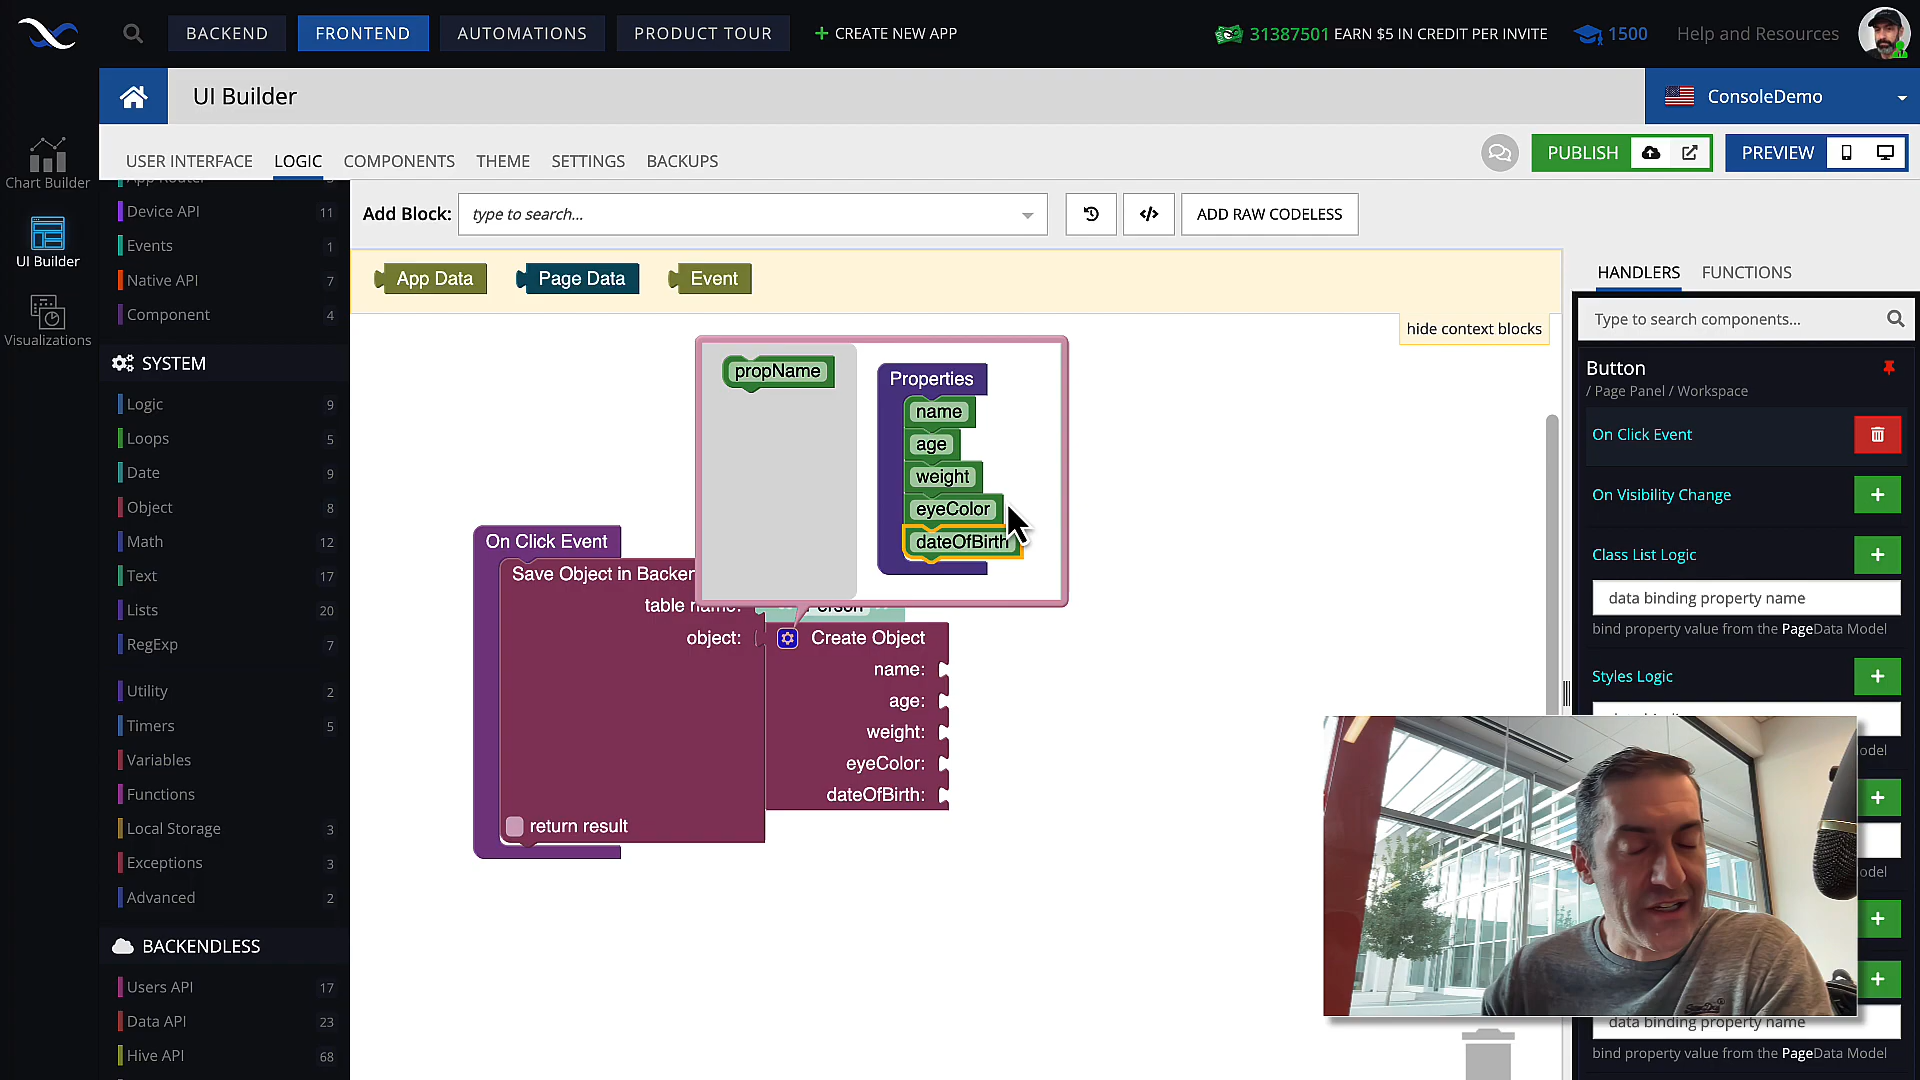 BACKEND
FRONTEND
AUTOMATIONS
PRODUCT TOUR
+ CREATE NEW APP
31387501 EARN $5 IN CREDIT PER INVITE
1500
Help and Resources
UI Builder
ConsoleDemo
Chart Builder
UI Builder
Visualizations
USER INTERFACE
LOGIC
COMPONENTS
THEME
SETTINGS
BACKUPS
PUBLISH
PREVIEW
Device API 11
Events 1
Native API 7
Component 4
SYSTEM
Logic 9
Loops 5
Date 9
Object 8
Math 12
Text 17
Lists 20
RegExp 7
Utility 2
Timers 5
Variables
Functions
Local Storage 3
Exceptions 3
Advanced 2
BACKENDLESS
Users API 17
Data API 23
Hive API 68
Add Block:
type to search...
</>
ADD RAW CODELESS
App Data
Page Data
Event
hide context blocks
propName
Properties
name
age
weight
eyeColor
dateOfBirth
On Click Event
Save Object in Backen
table name:
object:
Create Object
name:
age:
weight:
eyeColor:
dateOfBirth:
return result
HANDLERS
FUNCTIONS
Type to search components...
Button
/ Page Panel / Workspace
On Click Event
On Visibility Change
Class List Logic
data binding property name
bind property value from the PageData Model
Styles Logic
odel
odel
data binding property name
bind property value from the PageData Model